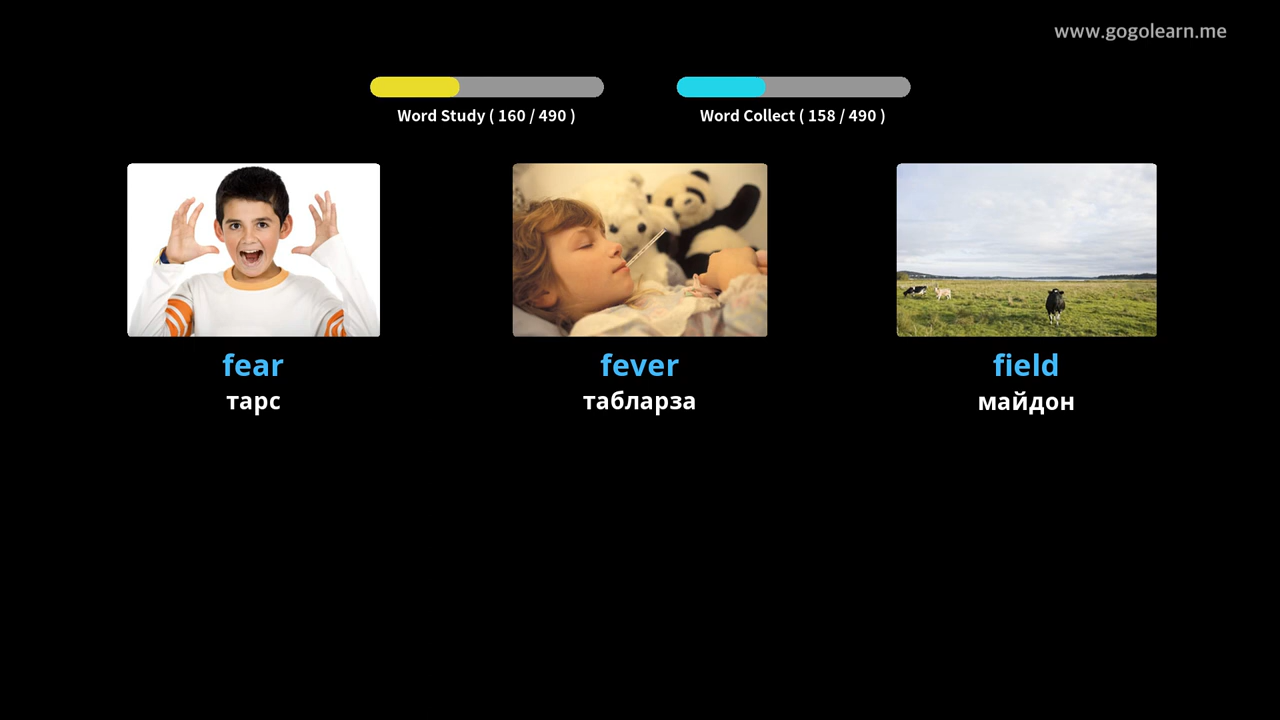 www.gogolearn.me
Word Study ( 160 / 490 )
Word Collect ( 158 / 490 )
fear
тарс
fever
табларза
field
майдон